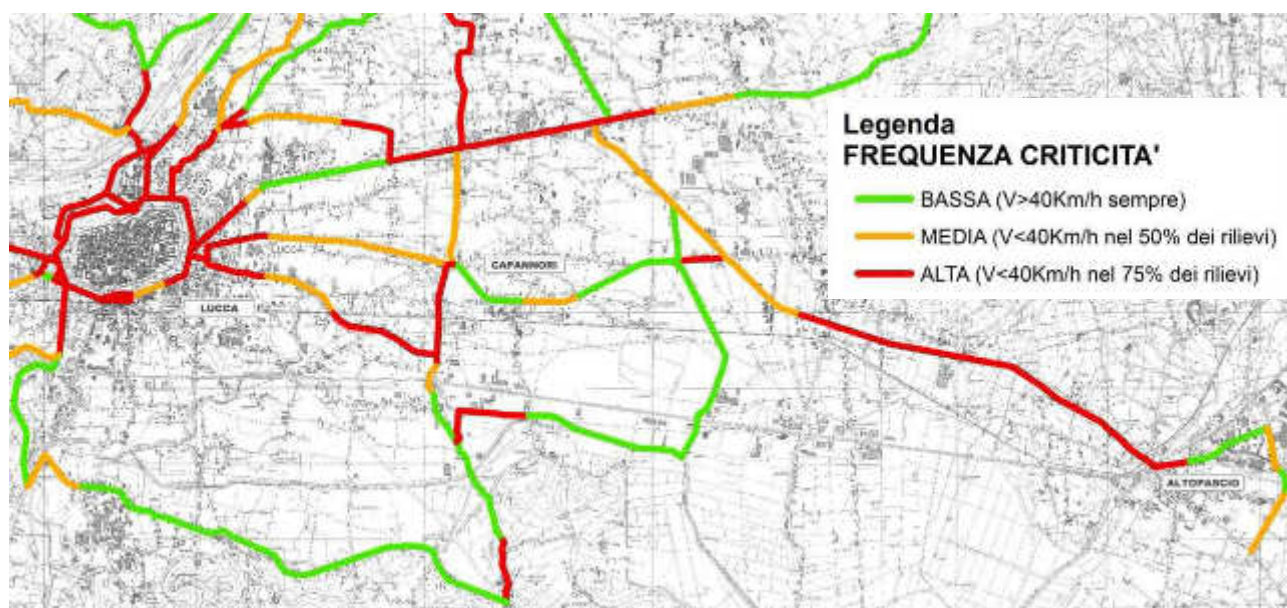 Legenda
FREQUENZA CRITICITA'
BASSA (V>40Km/h sempre)
MEDIA (V<40Km/h nel 50% dei rilievi)
ALTA (V<40Km/h nel 75% dei rilievi)
CAPANNORI
LUCCA
ALTOPASCIO